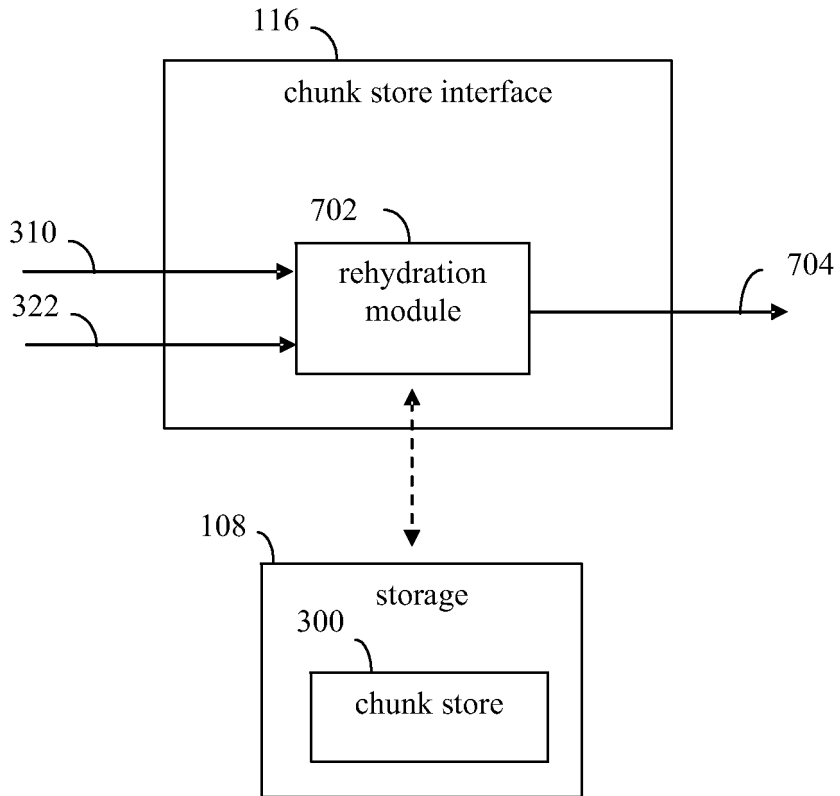 116
chunk store interface
702
310
rehydration
module
704
322
108
storage
300
chunk store